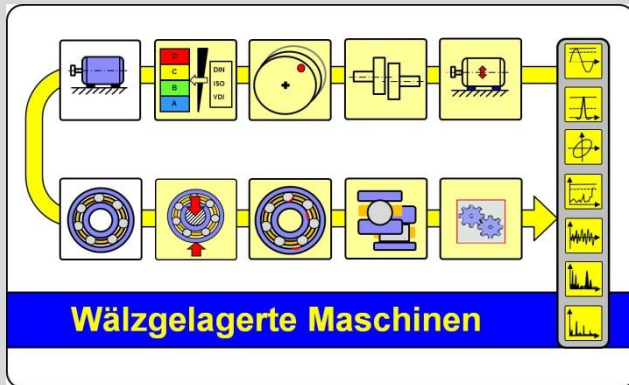 D
C
B
A
DIN
ISO
VDI
Wälzgelagerte Maschinen